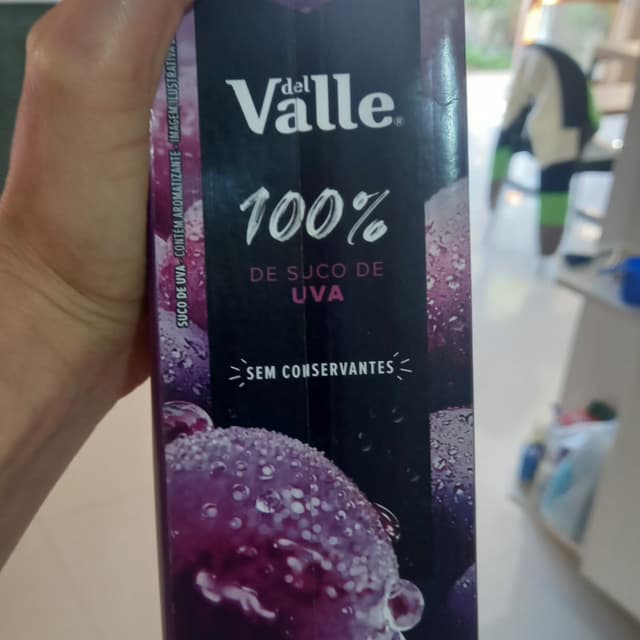 del
Valle®
100%
DE SUCO DE
UVA
SEM CONSERVANTES
SUCO DE UVA - CONTÉM AROMATIZANTE - IMAGEM ILUSTRATIVA